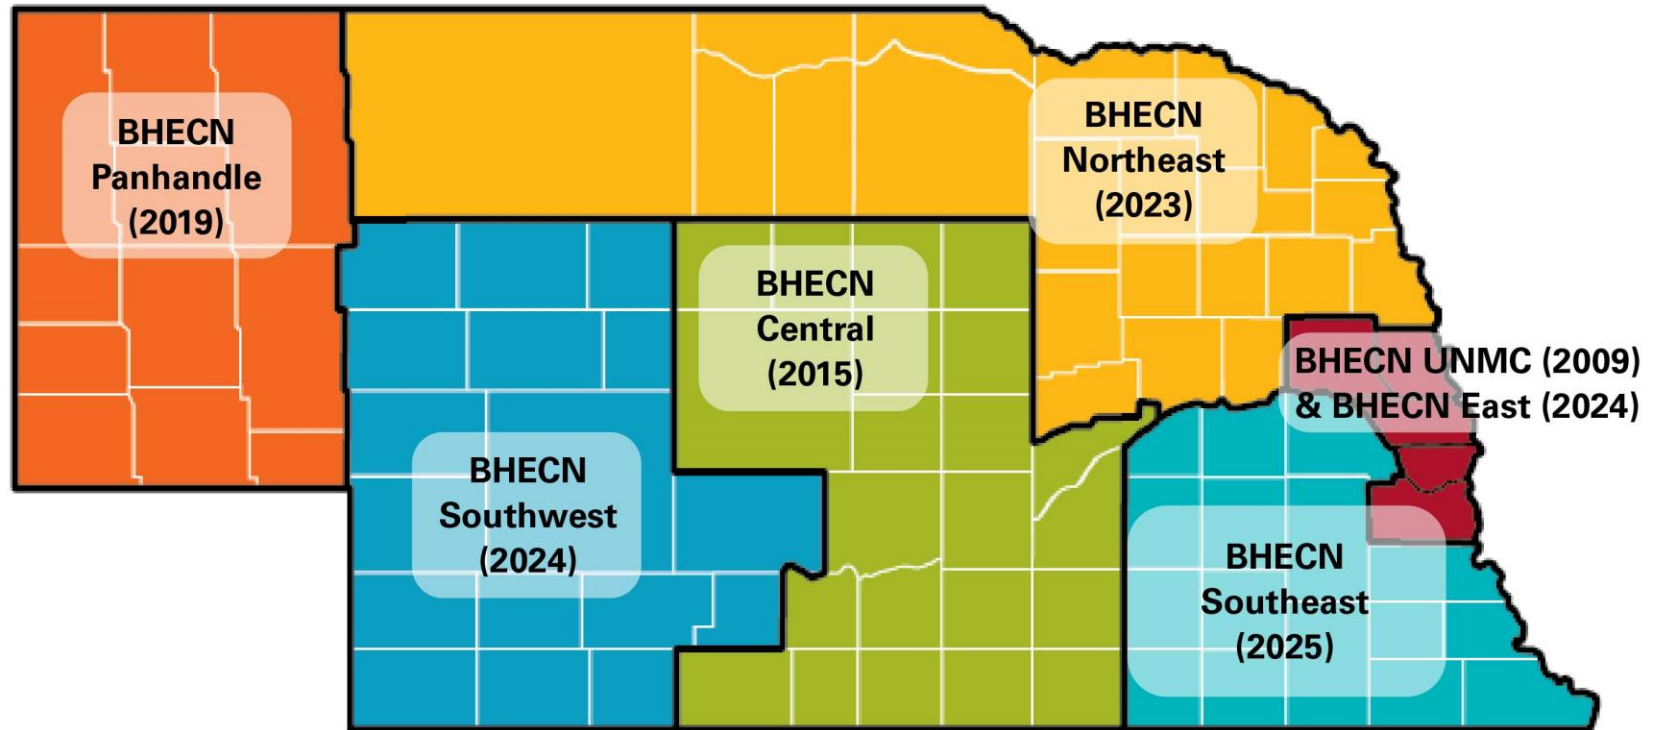 BHECN
Panhandle
(2019)
BHECN
Northeast
(2023)
BHECN
Central
(2015)
BHECN UNMC (2009)
& BHECN East (2024)
BHECN
Southwest
(2024)
BHECN
Southeast
(2025)